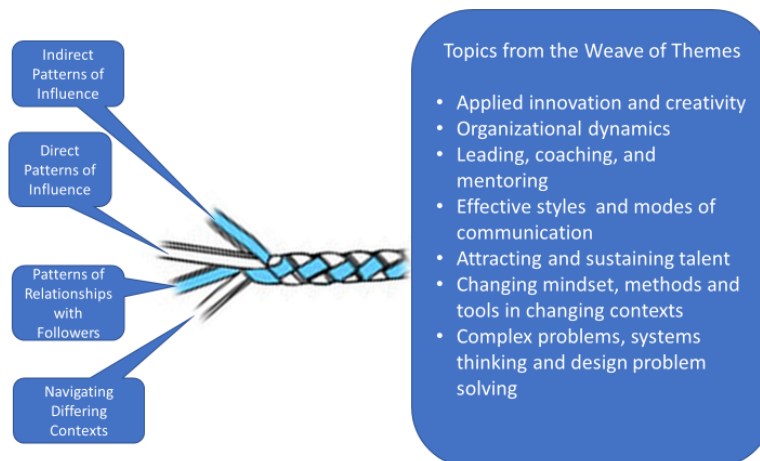 Indirect
Patterns of
Influence
Direct
Patterns of
Influence
Patterns of
Relationships
with
Followers
Navigating
Differing
Contexts
Topics from the Weave of Themes
• Applied innovation and creativity
• Organizational dynamics
• Leading, coaching, and
mentoring
• Effective styles and modes of
communication
• Attracting and sustaining talent
• Changing mindset, methods and
tools in changing contexts
• Complex problems, systems
thinking and design problem
solving